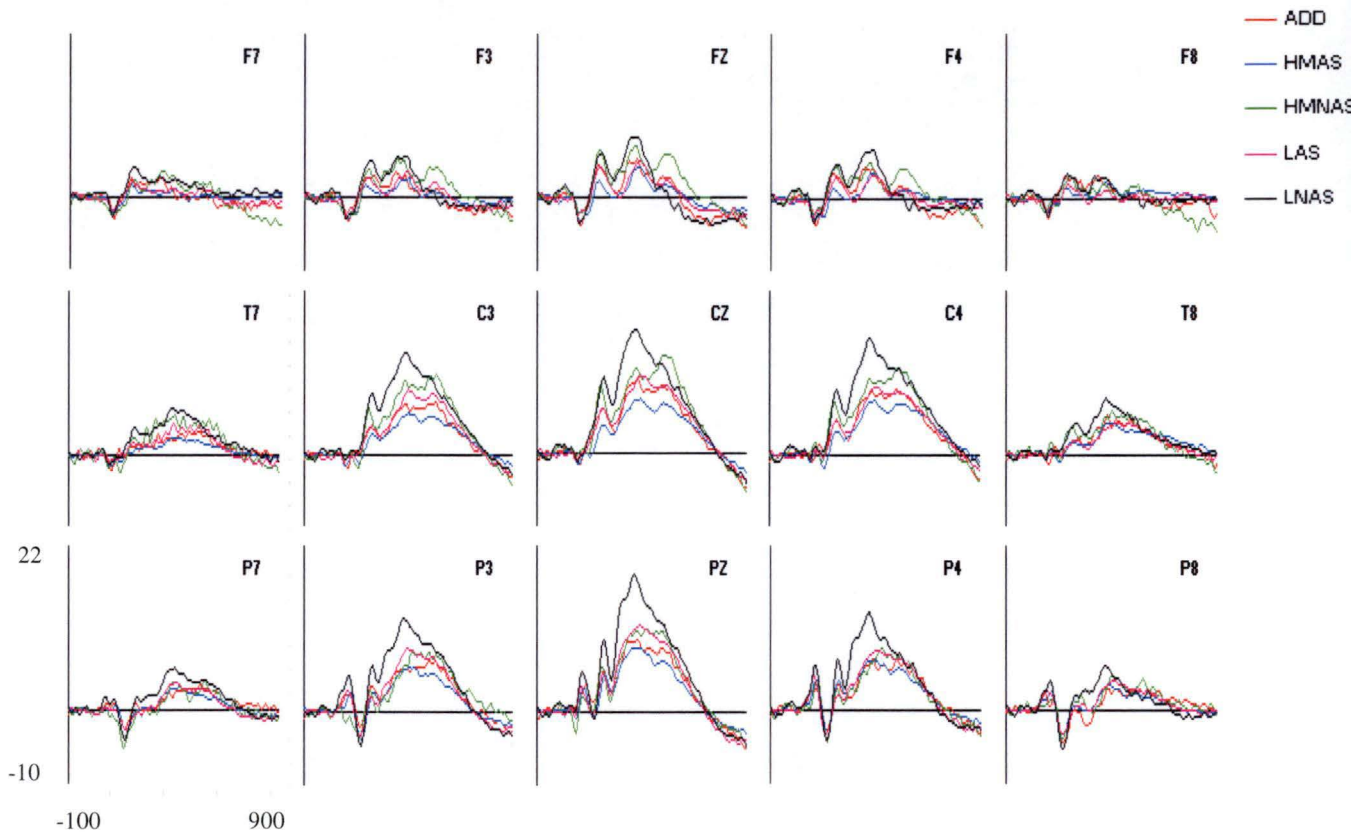 F7 F3 FZ F4 F8
ADD
HMAS
HMNAS
LAS
LNAS
T7 C3 CZ C4 T8
22
P7 P3 PZ P4 P8
-10
-100 900